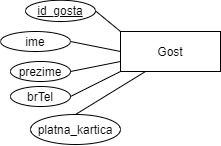 id_gosta
ime
Gost
prezime
brTel
platna_kartica